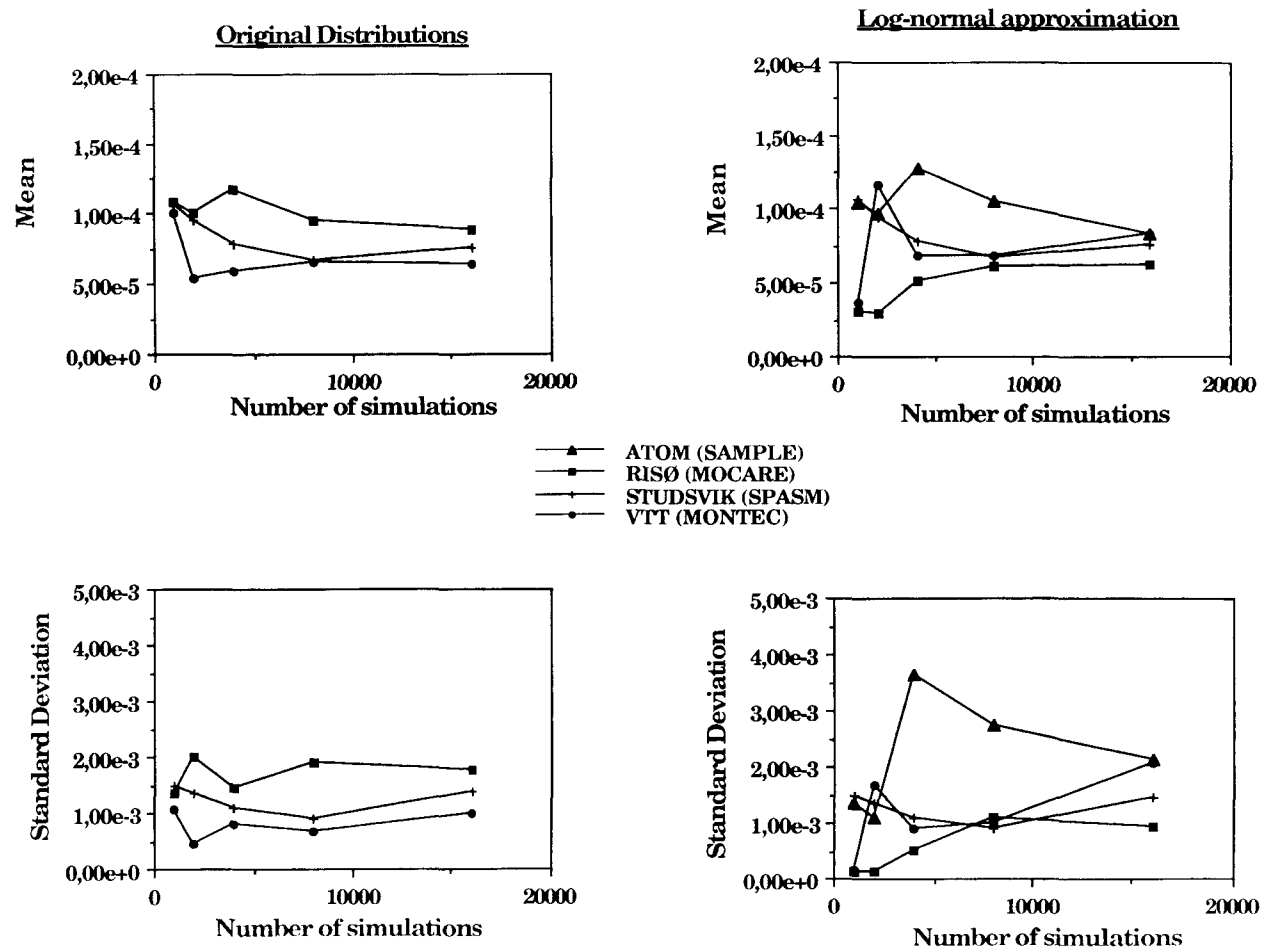 Original Distributions
Mean
2,00e-4
1,50e-4
1,00e-4
5,00e-5
0,00e+0
0 10000 20000
Number of simulations
Log-normal approximation
Mean
2,00e-4
1,50e-4
1,00e-4
5,00e-5
0,00e+0
0 10000 20000
Number of simulations
ATOM (SAMPLE)
RISØ (MOCARE)
STUDSVIK (SPASM)
VTT (MONTEC)
Standard Deviation
5,00e-3
4,00e-3
3,00e-3
2,00e-3
1,00e-3
0,00e+0
0 10000 20000
Number of simulations
Standard Deviation
5,00e-3
4,00e-3
3,00e-3
2,00e-3
1,00e-3
0,00e+0
0 10000 20000
Number of simulations